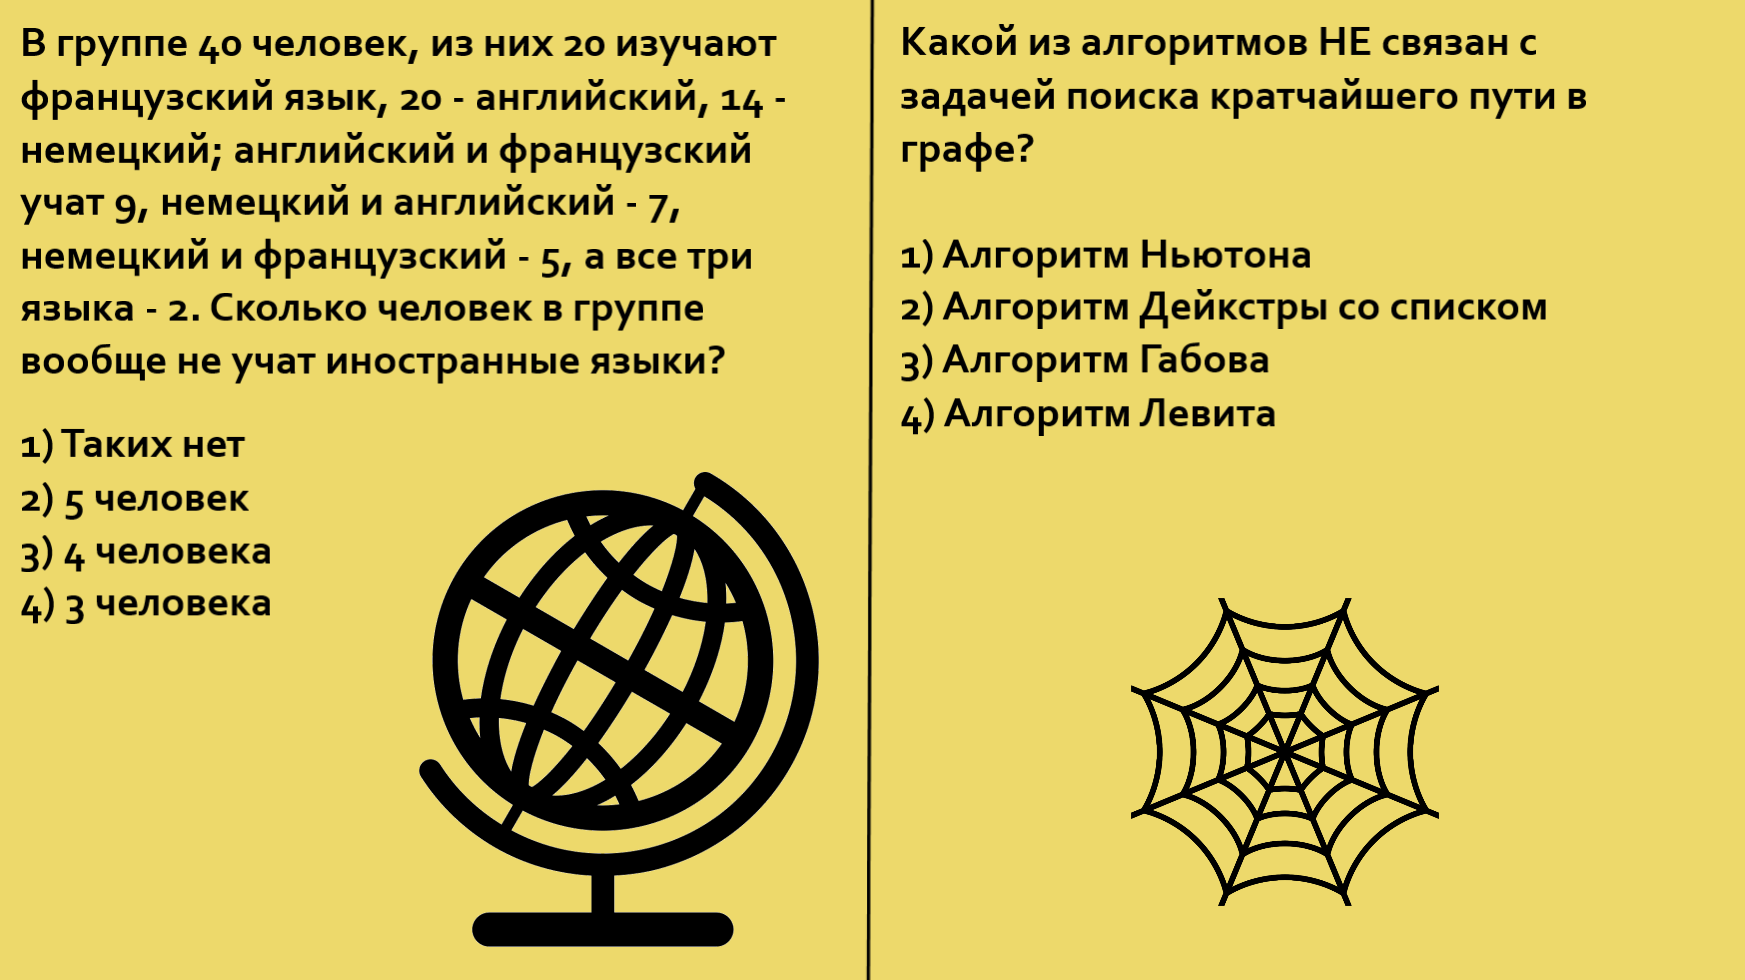 В группе 40 человек, из них 20 изучают
французский язык, 20 - английский, 14 -
немецкий; английский и французский
учат 9, немецкий и английский - 7,
немецкий и французский - 5, а все три
языка - 2. Сколько человек в группе
вообще не учат иностранные языки?
1) Таких нет
2) 5 человек
3) 4 человека
4) 3 человека
Какой из алгоритмов НЕ связан с
задачей поиска кратчайшего пути в
графе?
1) Алгоритм Ньютона
2) Алгоритм Дейкстры со списком
3) Алгоритм Габова
4) Алгоритм Левита